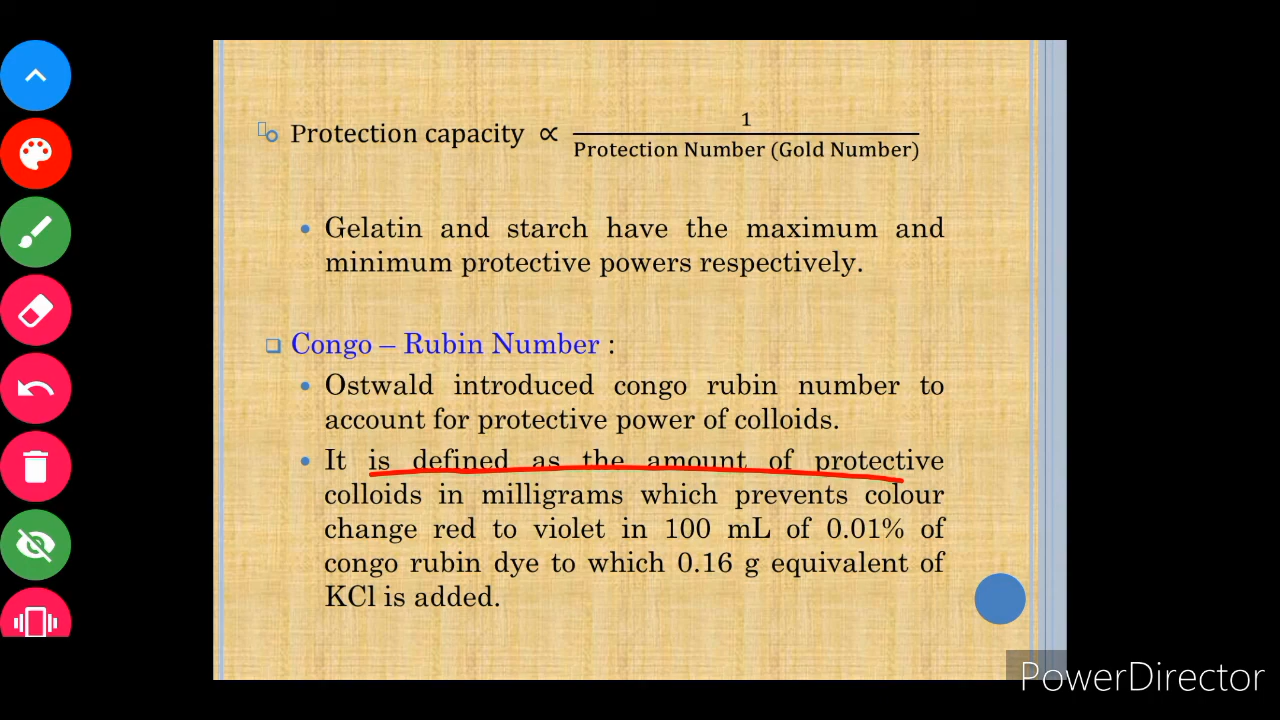 Protection capacity ∝ 1 / Protection Number (Gold Number)
Gelatin and starch have the maximum and
minimum protective powers respectively.
Congo – Rubin Number :
Ostwald introduced congo rubin number to
account for protective power of colloids.
It is defined as the amount of protective
colloids in milligrams which prevents colour
change red to violet in 100 mL of 0.01% of
congo rubin dye to which 0.16 g equivalent of
KCl is added.
PowerDirector